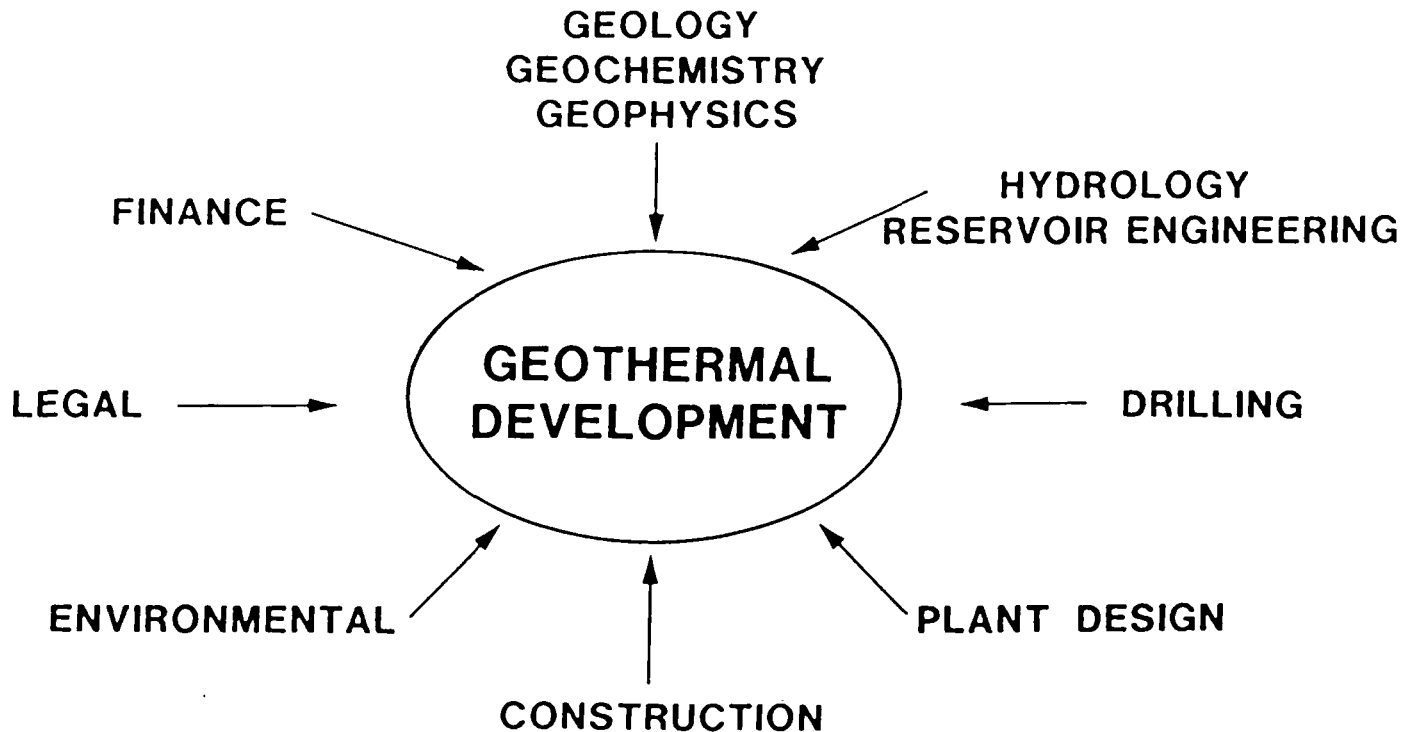 GEOLOGY
GEOCHEMISTRY
GEOPHYSICS
HYDROLOGY
RESERVOIR ENGINEERING
FINANCE
GEOTHERMAL
DEVELOPMENT
LEGAL
DRILLING
ENVIRONMENTAL
PLANT DESIGN
CONSTRUCTION